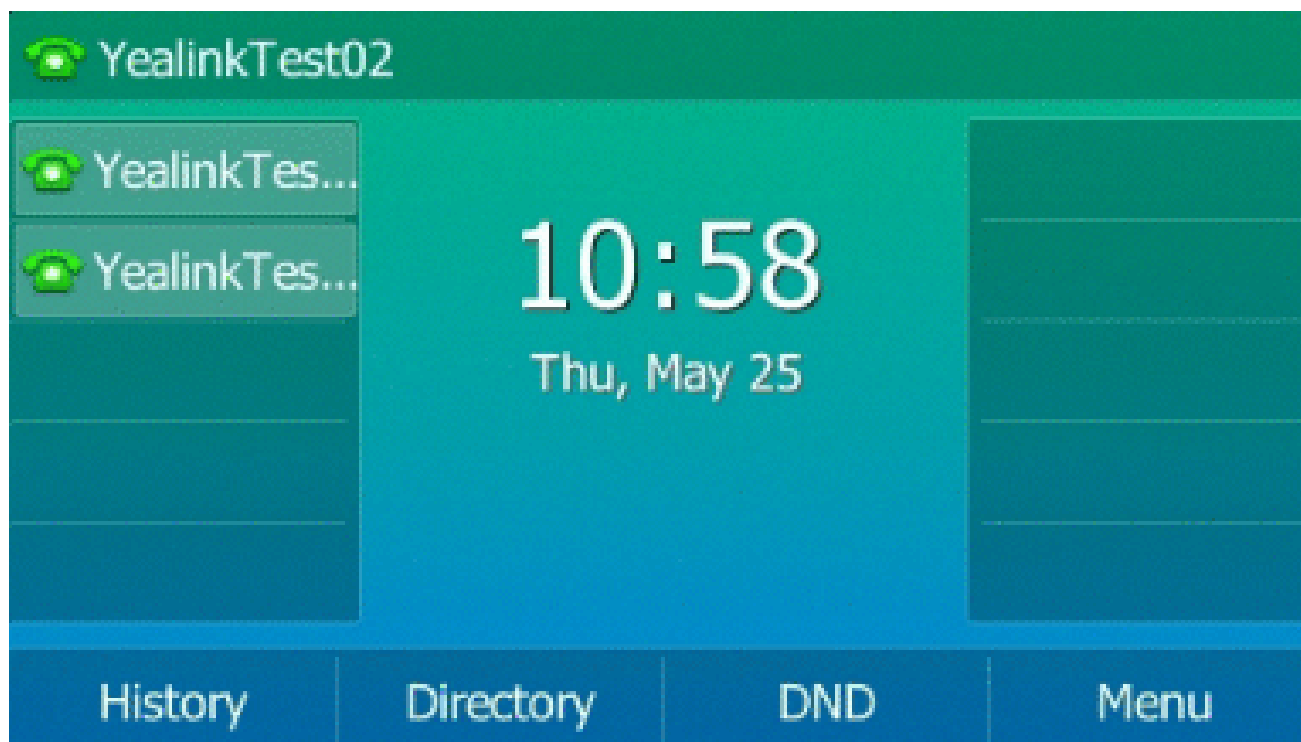 YealinkTest02
YealinkTes...
YealinkTes...
10:58
Thu, May 25
History
Directory
DND
Menu